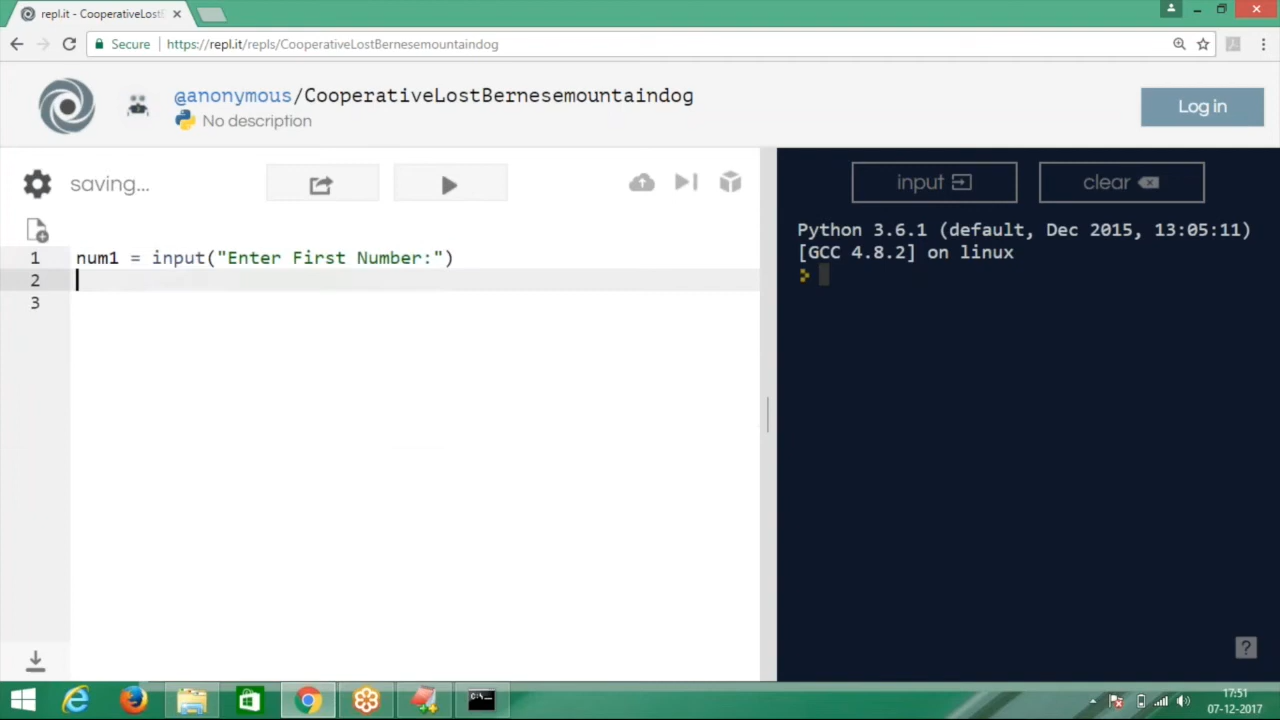 repl.it - CooperativeLostB
Secure
https://repl.it/repls/CooperativeLostBernesemountaindog
@anonymous/CooperativeLostBernesemountaindog
No description
Log in
saving...
input
clear
1 num1 = input("Enter First Number:")
2
3
Python 3.6.1 (default, Dec 2015, 13:05:11)
[GCC 4.8.2] on linux
?
17:51
07-12-2017